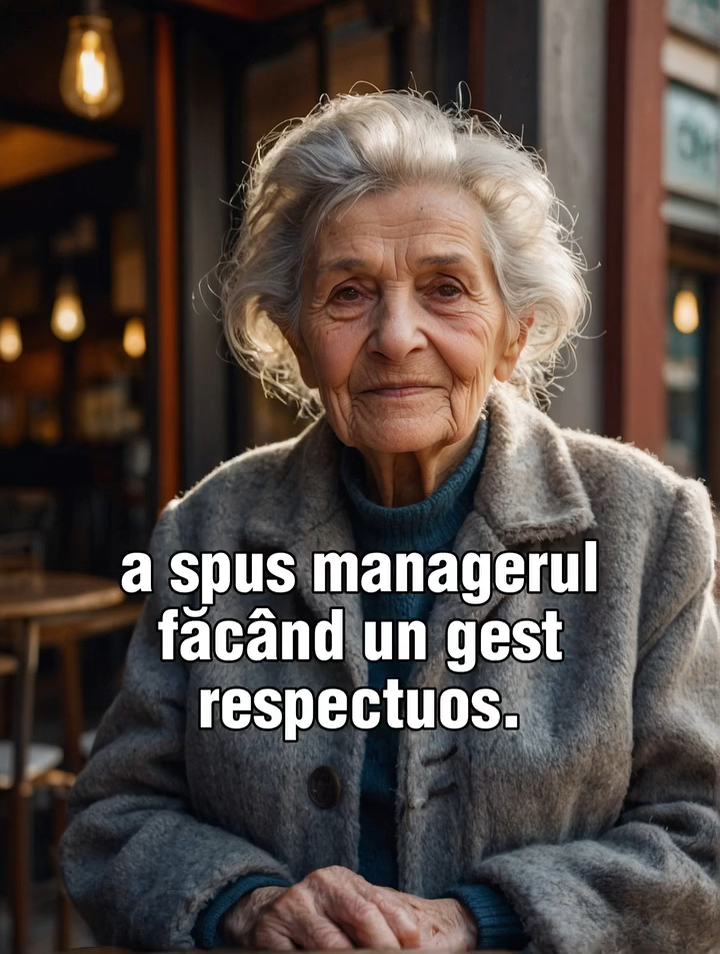 a spus managerul
făcând un gest
respectuos.